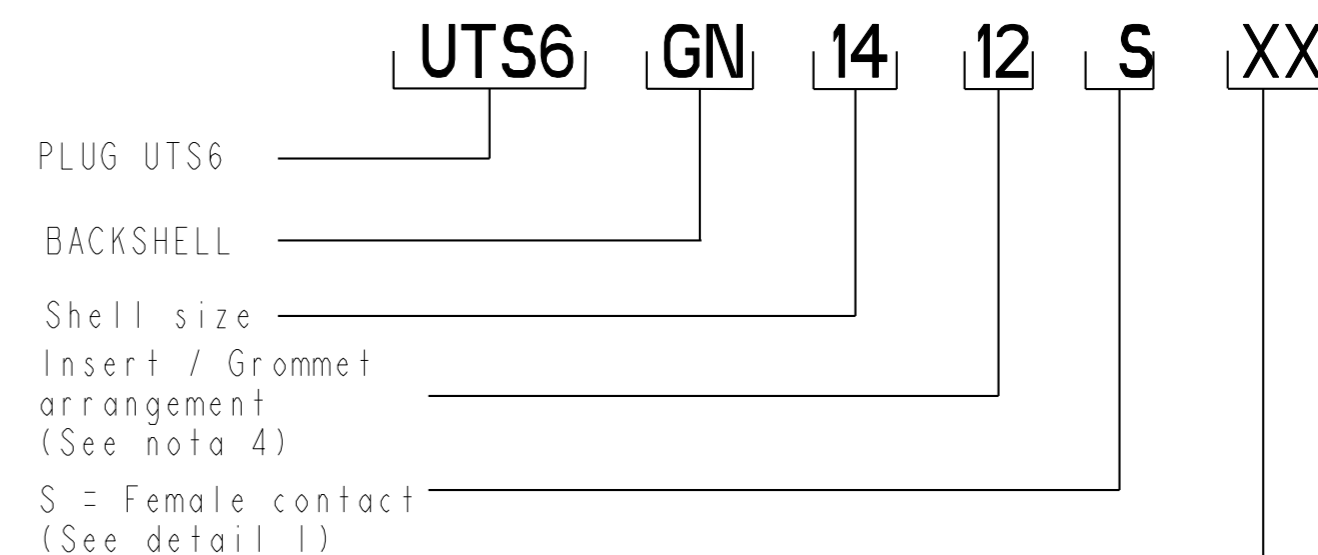 UTS6 GN 14 12 S XX
PLUG UTS6
BACKSHELL
Shell size
Insert / Grommet
arrangement
(See nota 4)
S = Female contact
(See detail 1)